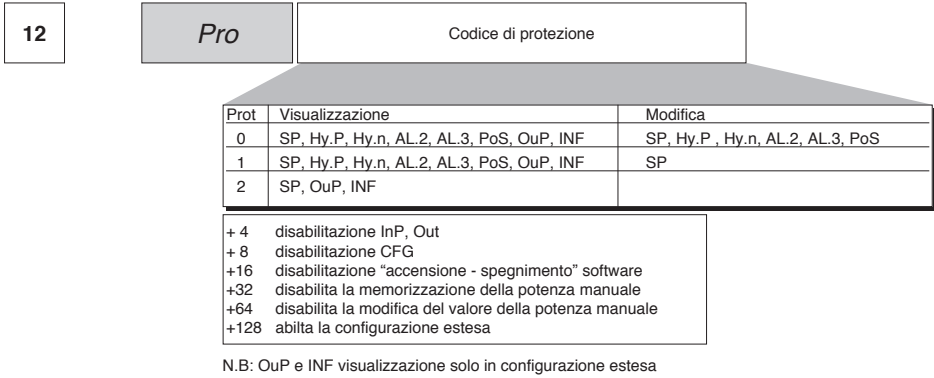 12 Pro Codice di protezione
Prot Visualizzazione Modifica
0 SP, Hy.P, Hy.n, AL.2, AL.3, PoS, OuP, INF SP, Hy.P , Hy.n, AL.2, AL.3, PoS
1 SP, Hy.P, Hy.n, AL.2, AL.3, PoS, OuP, INF SP
2 SP, OuP, INF
+ 4 disabilitazione InP, Out
+ 8 disabilitazione CFG
+16 disabilitazione “accensione - spegnimento” software
+32 disabilita la memorizzazione della potenza manuale
+64 disabilita la modifica del valore della potenza manuale
+128 abilta la configurazione estesa
N.B: OuP e INF visualizzazione solo in configurazione estesa